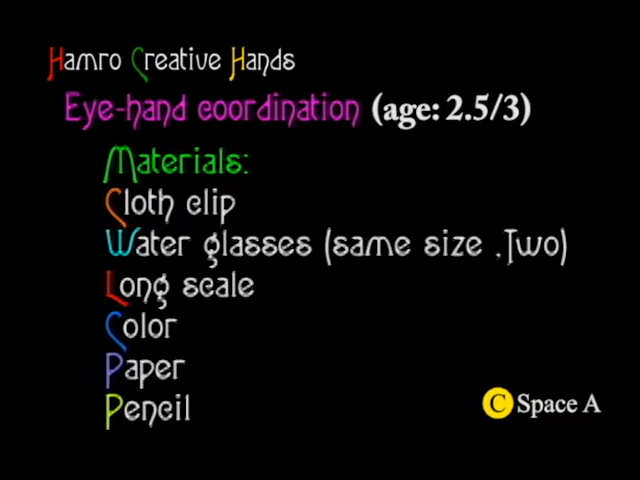 Hamro Creative Hands
Eye-hand coordination (age: 2.5/3)
Materials:
Cloth clip
Water glasses (same size ,Two)
Long scale
Color
Paper
Pencil
C Space A